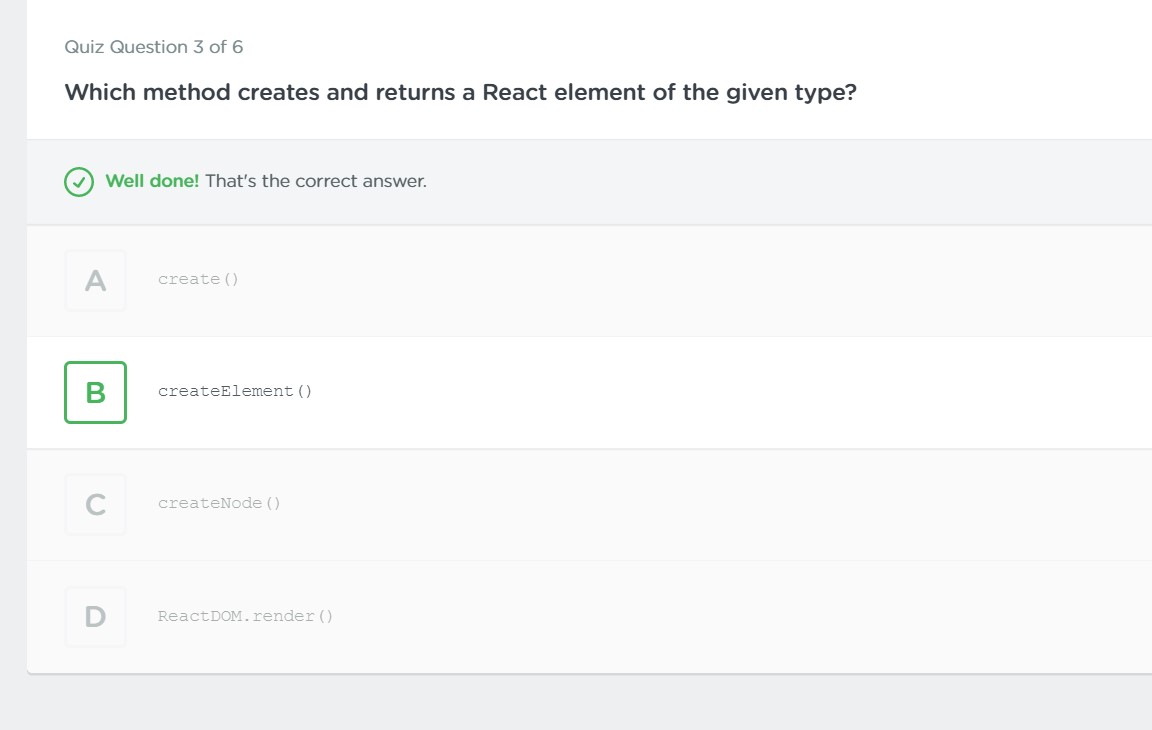 Quiz Question 3 of 6
Which method creates and returns a React element of the given type?
Well done! That's the correct answer.
A create()
B createElement()
C createNode()
D ReactDOM.render()